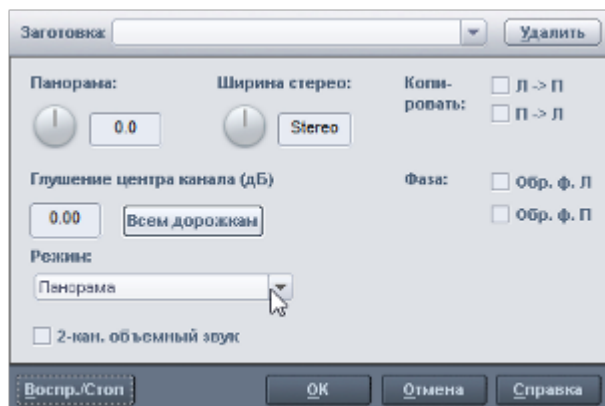 Заготовка: Удалить
Панорама: Ширина стерео: Копи-
ровать: Л -> П
П -> Л
0.0 Stereo
Глушение центра канала (дБ) Фаза: Обр. ф. Л
Обр. ф. П
0.00 Всем дорожкам
Режим:
Панорама
2-кан. объемный звук
Воспр./Стоп ОК Отмена Справка